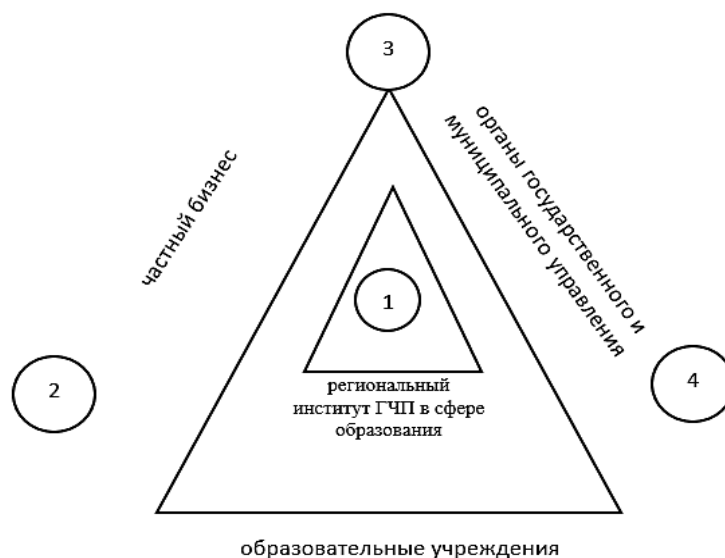 3
частный бизнес
органы государственного и
муниципального управления
1
2
4
региональный
институт ГЧП в сфере
образования
образовательные учреждения